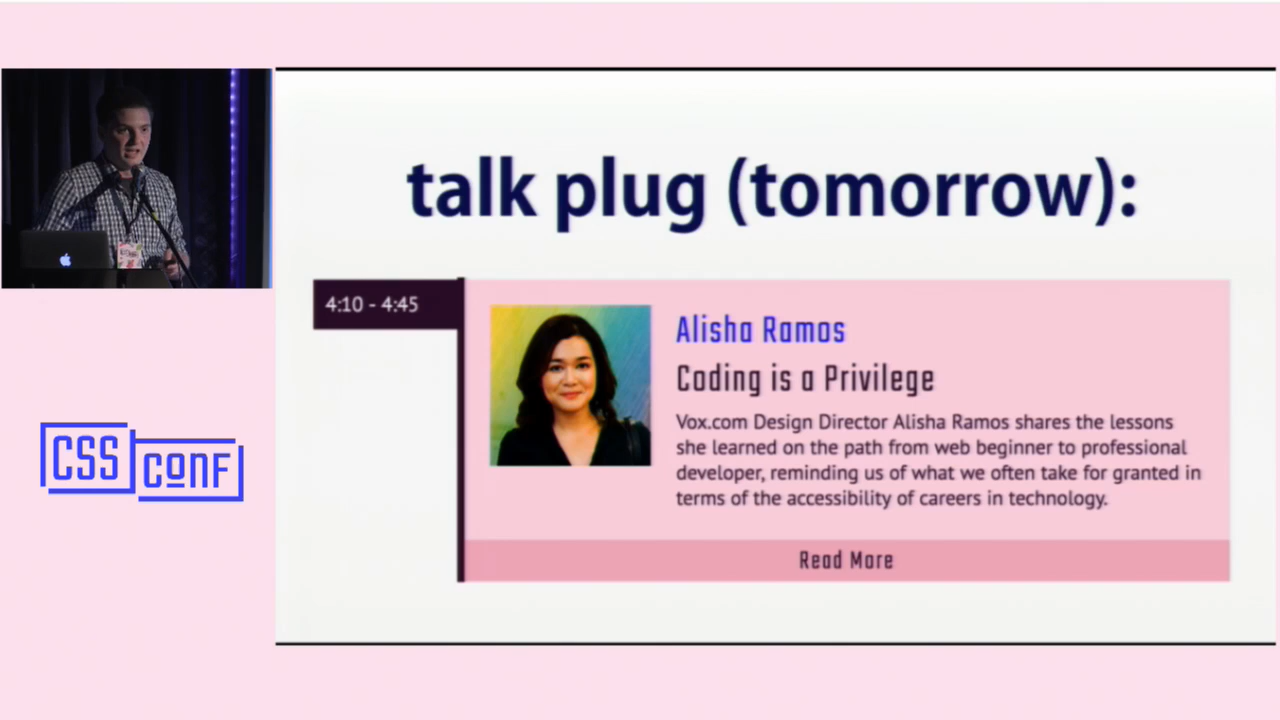 talk plug (tomorrow):
4:10 - 4:45
Alisha Ramos
Coding is a Privilege
Vox.com Design Director Alisha Ramos shares the lessons
she learned on the path from web beginner to professional
developer, reminding us of what we often take for granted in
terms of the accessibility of careers in technology.
Read More
CSS
CONF